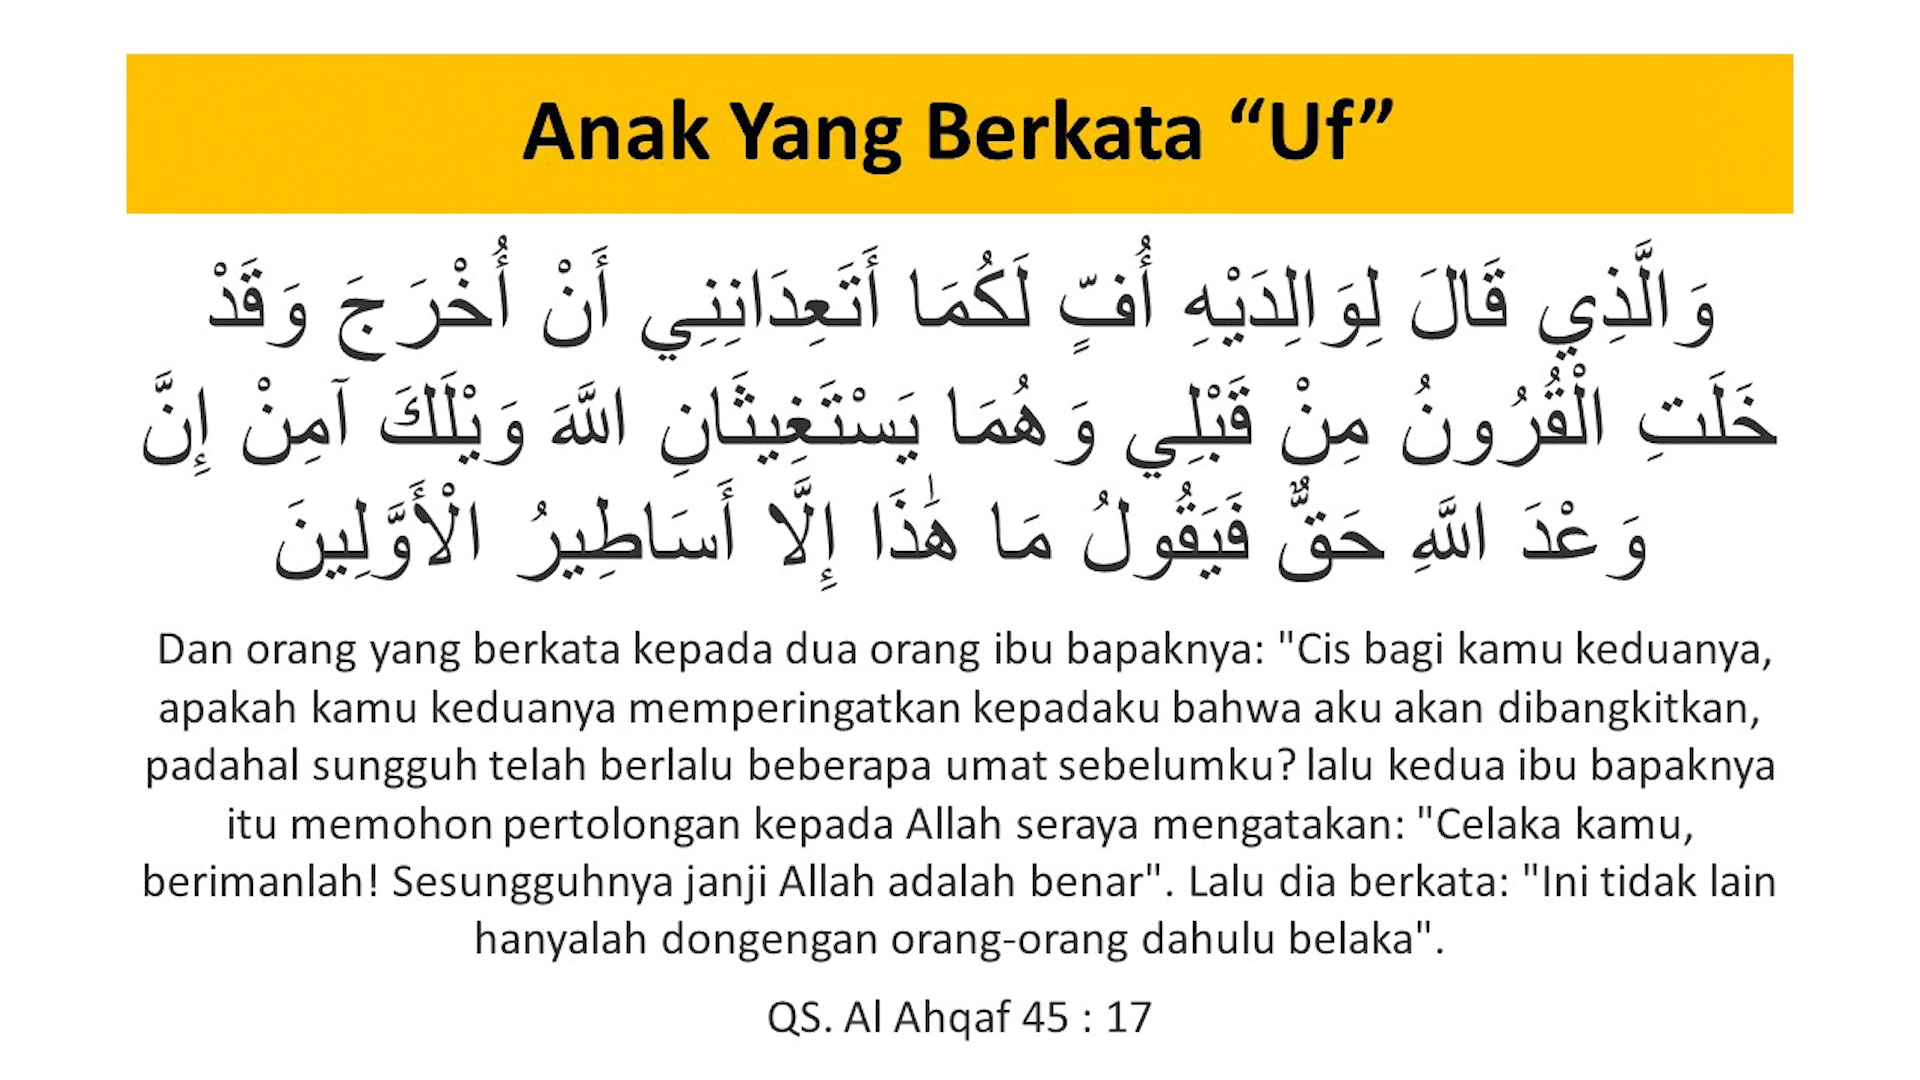 Anak Yang Berkata “Uf”
وَالَّذِي قَالَ لِوَالِدَيْهِ أُفٍّ لَكُمَا أَتَعِدَانِنِي أَنْ أُخْرَجَ وَقَدْ
خَلَتِ الْقُرُونُ مِنْ قَبْلِي وَهُمَا يَسْتَغِيثَانِ اللَّهَ وَيْلَكَ آمِنْ إِنَّ
وَعْدَ اللَّهِ حَقٌّ فَيَقُولُ مَا هَٰذَا إِلَّا أَسَاطِيرُ الْأَوَّلِينَ
Dan orang yang berkata kepada dua orang ibu bapaknya: "Cis bagi kamu keduanya,
apakah kamu keduanya memperingatkan kepadaku bahwa aku akan dibangkitkan,
padahal sungguh telah berlalu beberapa umat sebelumku? lalu kedua ibu bapaknya
itu memohon pertolongan kepada Allah seraya mengatakan: "Celaka kamu,
berimanlah! Sesungguhnya janji Allah adalah benar". Lalu dia berkata: "Ini tidak lain
hanyalah dongengan orang-orang dahulu belaka".
QS. Al Ahqaf 45 : 17